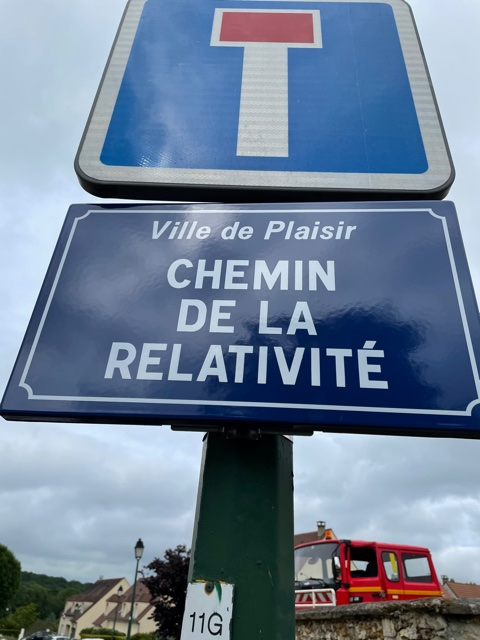 Ville de Plaisir
CHEMIN
DE LA
RELATIVITÉ
11G